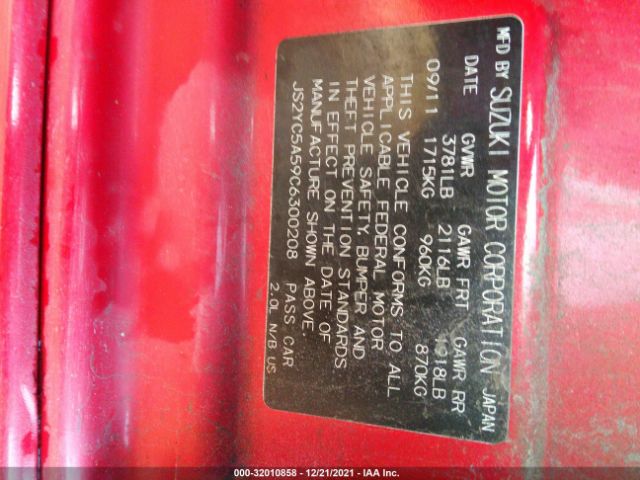 MFD BY SUZUKI MOTOR CORPORATION JAPAN
DATE GVWR GAWR FRT GAWR RR
09/11 3781LB 2116LB 1918LB
1715KG 960KG 870KG
THIS VEHICLE CONFORMS TO ALL
APPLICABLE FEDERAL MOTOR
VEHICLE SAFETY, BUMPER AND
THEFT PREVENTION STANDARDS
IN EFFECT ON THE DATE OF
MANUFACTURE SHOWN ABOVE.
JS2YC5A59C6300208 PASS CAR
2.0L N/B US
000-32010858 - 12/21/2021 - IAA Inc.